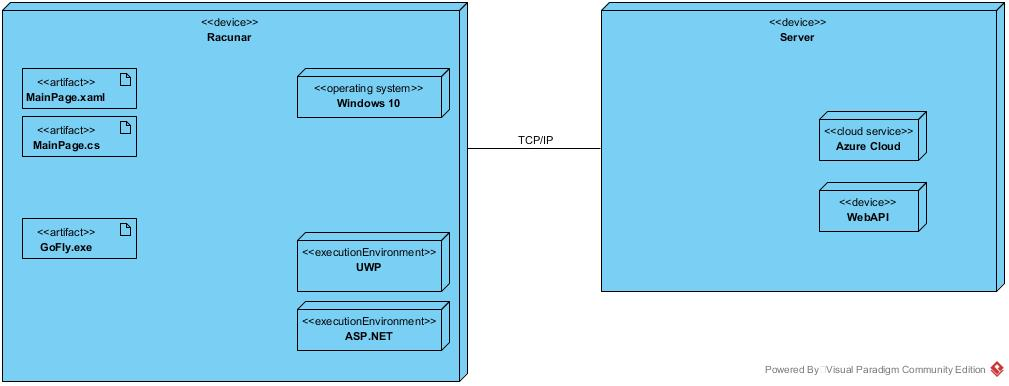 <<device>>
Racunar
<<artifact>>
MainPage.xaml
<<artifact>>
MainPage.cs
<<artifact>>
GoFly.exe
<<operating system>>
Windows 10
<<executionEnvironment>>
UWP
<<executionEnvironment>>
ASP.NET
TCP/IP
<<device>>
Server
<<cloud service>>
Azure Cloud
<<device>>
WebAPI
Powered By Visual Paradigm Community Edition